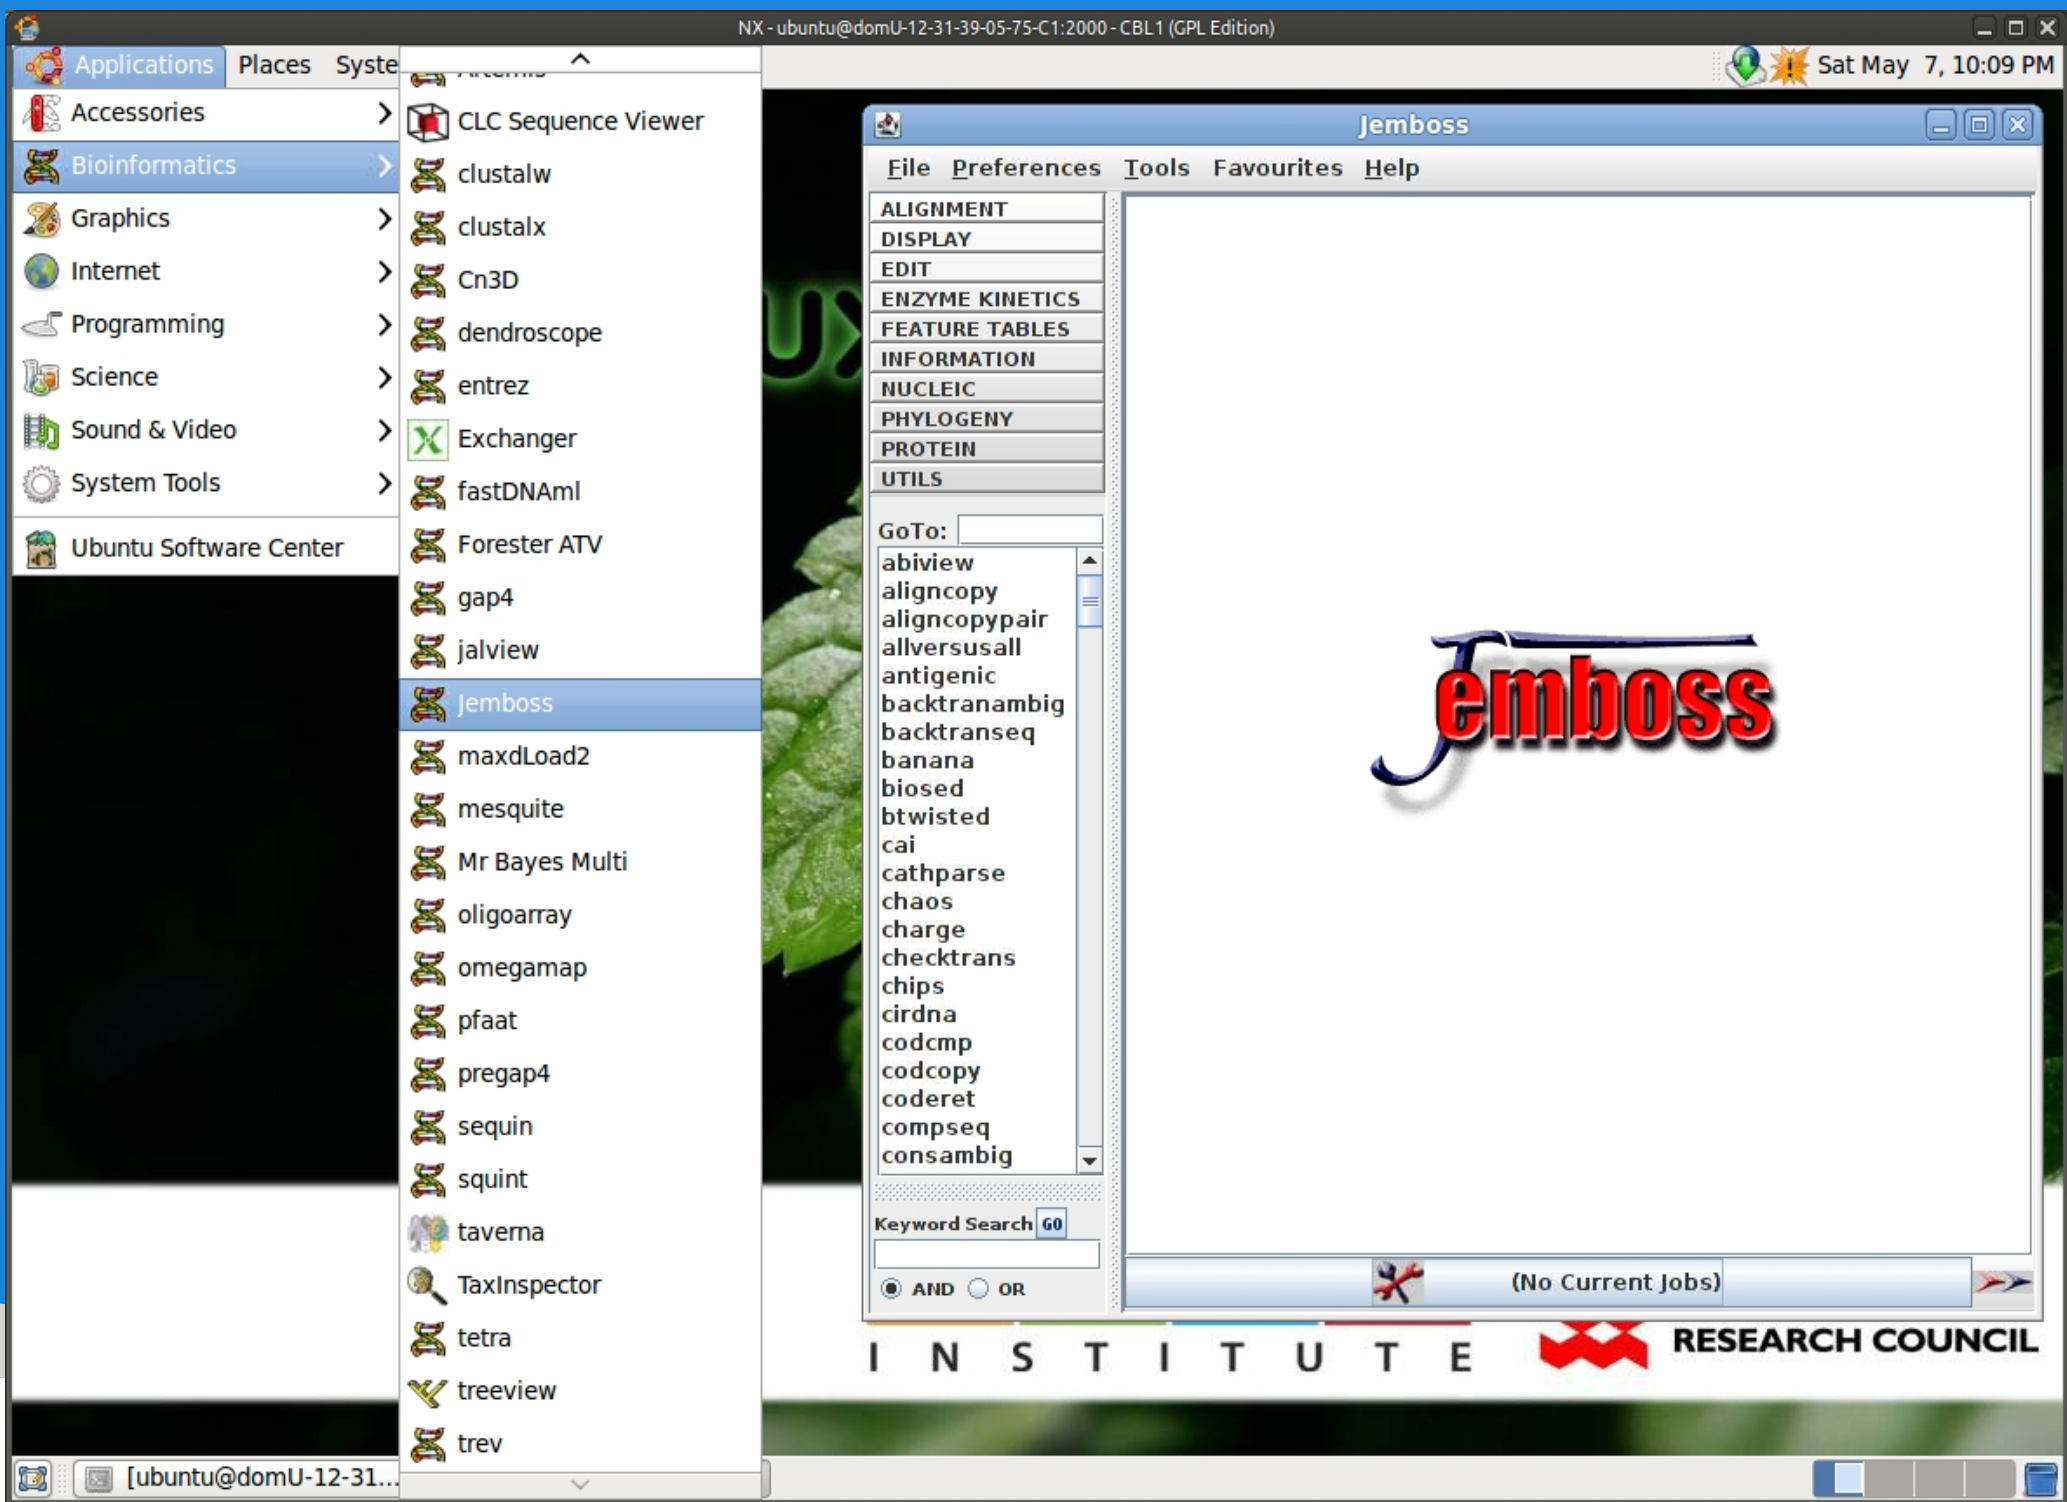 NX - ubuntu@domU-12-31-39-05-75-C1:2000 - CBL1 (GPL Edition)
Applications Places Syste
Sat May 7, 10:09 PM
Accessories
Bioinformatics
Graphics
Internet
Programming
Science
Sound & Video
System Tools
Ubuntu Software Center
Artemis
CLC Sequence Viewer
clustalw
clustalx
Cn3D
dendroscope
entrez
Exchanger
fastDNAml
Forester ATV
gap4
jalview
Jemboss
maxdLoad2
mesquite
Mr Bayes Multi
oligoarray
omegamap
pfaat
pregap4
sequin
squint
taverna
TaxInspector
tetra
treeview
trev
UX
Jemboss
File Preferences Tools Favourites Help
ALIGNMENT
DISPLAY
EDIT
ENZYME KINETICS
FEATURE TABLES
INFORMATION
NUCLEIC
PHYLOGENY
PROTEIN
UTILS
GoTo:
abiview
aligncopy
aligncopypair
allversusall
antigenic
backtranambig
backtranseq
banana
biosed
btwisted
cai
cathparse
chaos
charge
checktrans
chips
cirdna
codcmp
codcopy
coderet
compseq
consambig
Keyword Search GO
AND OR
Jemboss
(No Current Jobs)
INSTITUTE
RESEARCH COUNCIL
[ubuntu@domU-12-31...